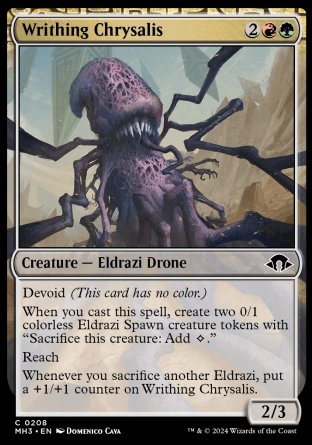 Writhing Chrysalis 2RG
Creature — Eldrazi Drone
Devoid (This card has no color.)
When you cast this spell, create two 0/1
colorless Eldrazi Spawn creature tokens with
“Sacrifice this creature: Add ◇.”
Reach
Whenever you sacrifice another Eldrazi, put
a +1/+1 counter on Writhing Chrysalis.
2/3
C 0208
MH3 • EN Domenico Cava
™ & © 2024 Wizards of the Coast